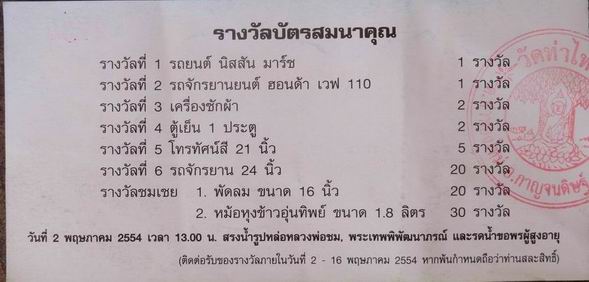 รางวัลบัตรสมนาคุณ
รางวัลที่ 1 รถยนต์ นิสสัน มาร์ช 1 รางวัล
รางวัลที่ 2 รถจักรยานยนต์ ฮอนด้า เวฟ 110 1 รางวัล
รางวัลที่ 3 เครื่องซักผ้า 2 รางวัล
รางวัลที่ 4 ตู้เย็น 1 ประตู 2 รางวัล
รางวัลที่ 5 โทรทัศน์สี 21 นิ้ว 5 รางวัล
รางวัลที่ 6 รถจักรยาน 24 นิ้ว 20 รางวัล
รางวัลชมเชย 1. พัดลม ขนาด 16 นิ้ว 20 รางวัล
2. หม้อหุงข้าวอุ่นทิพย์ ขนาด 1.8 ลิตร 30 รางวัล
วันที่ 2 พฤษภาคม 2554 เวลา 13.00 น. สรงน้ำรูปหล่อหลวงพ่อชม, พระเทพพิพัฒนาภรณ์ และรดน้ำขอพรผู้สูงอายุ
(ติดต่อรับของรางวัลภายในวันที่ 2 - 16 พฤษภาคม 2554 หากพ้นกำหนดถือว่าท่านสละสิทธิ์)
วัดท่าไท
อ.กาญจนดิษฐ์